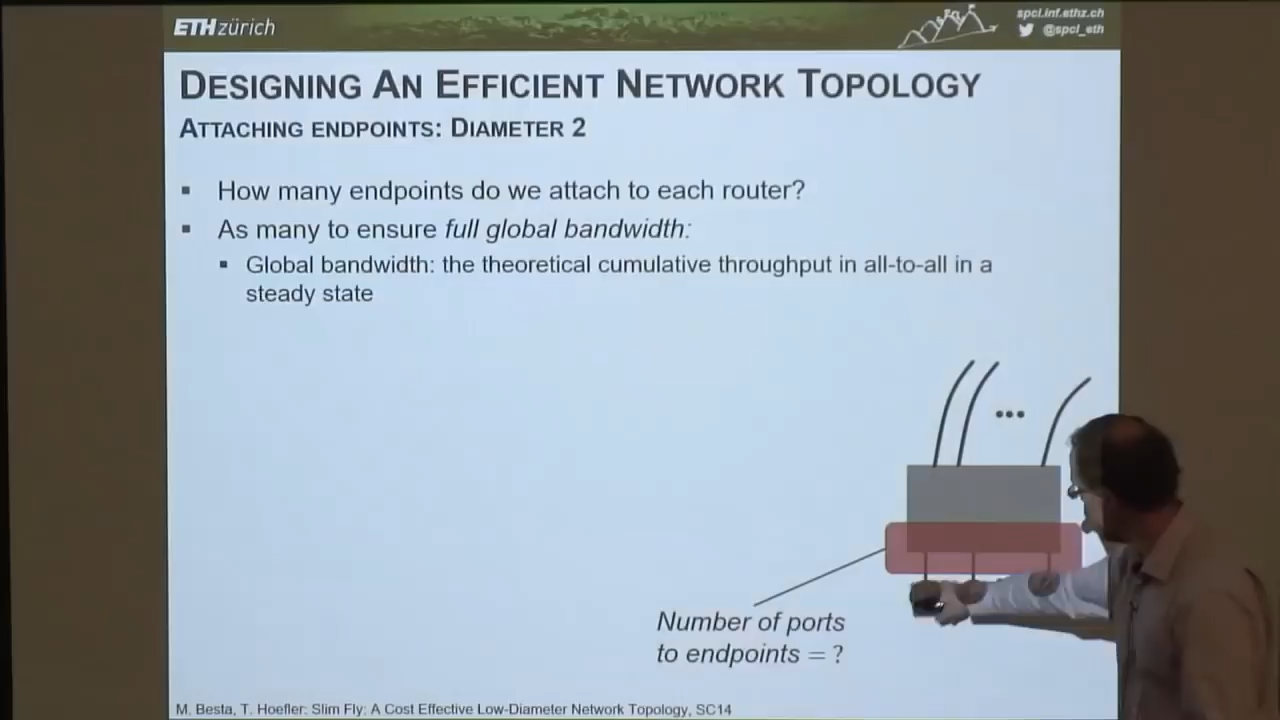 ETH zürich
spcl.inf.ethz.ch
@spcl_eth
DESIGNING AN EFFICIENT NETWORK TOPOLOGY
ATTACHING ENDPOINTS: DIAMETER 2
▪ How many endpoints do we attach to each router?
▪ As many to ensure full global bandwidth:
▪ Global bandwidth: the theoretical cumulative throughput in all-to-all in a
steady state
...
Number of ports
to endpoints = ?
M. Besta, T. Hoefler: Slim Fly: A Cost Effective Low-Diameter Network Topology, SC14